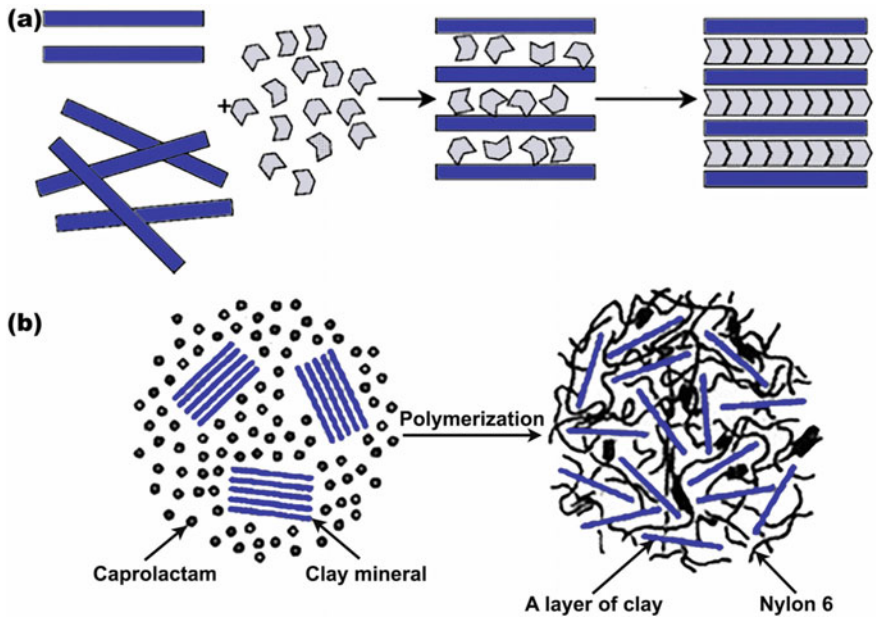 (a)
+
(b)
Polymerization
Caprolactam
Clay mineral
A layer of clay
Nylon 6